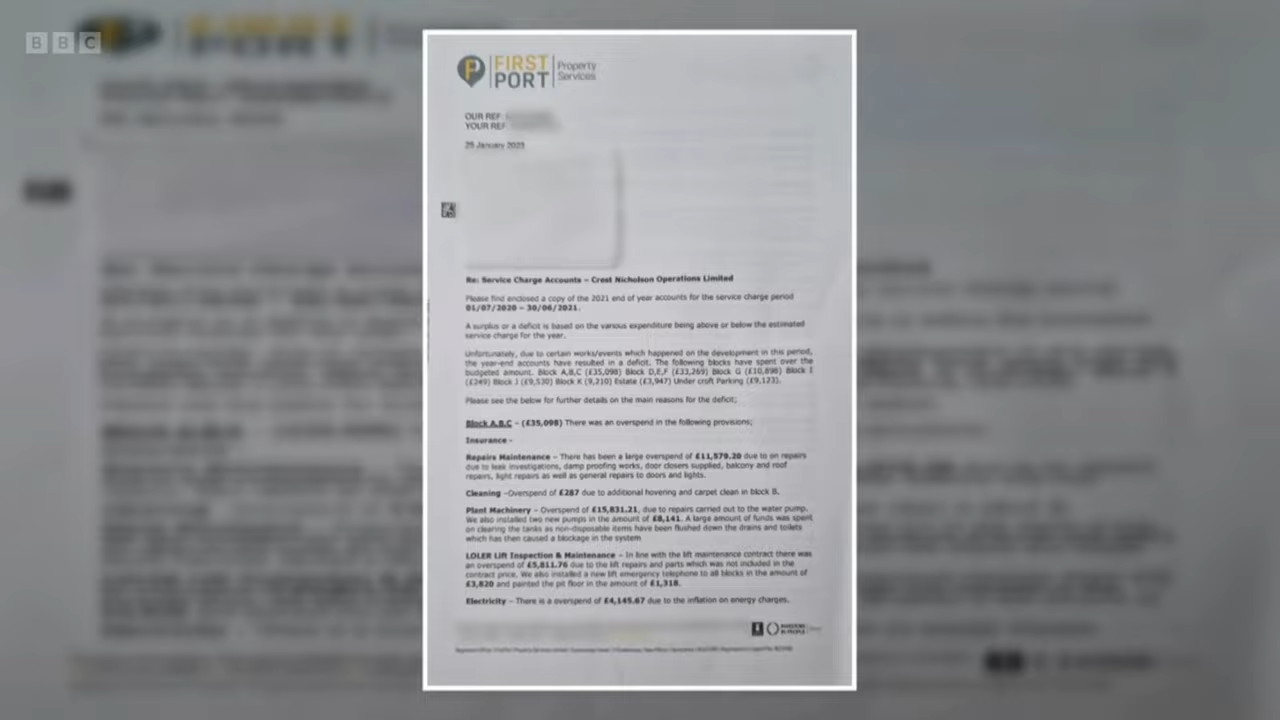 BBC
FIRST PORT Property Services
OUR REF
YOUR REF
25 January 2023
Re: Service Charge Accounts – Crest Nicholson Operations Limited
Please find enclosed a copy of the 2021 end of year accounts for the service charge period
01/07/2020 – 30/06/2021.
A surplus or a deficit is based on the various expenditure being above or below the estimated
service charge for the year.
Unfortunately, due to certain works/events which happened on the development in this period,
the year-end accounts have resulted in a deficit. The following blocks have spent over the
budgeted amount. Block A,B,C (£35,098) Block D,E,F (£33,269) Block G (£10,898) Block I
(£249) Block J (£9,530) Block K (9,210) Estate (£3,947) Under croft Parking (£9,123).
Please see the below for further details on the main reasons for the deficit;
Block A,B,C – (£35,098) There was an overspend in the following provisions;
Insurance -
Repairs Maintenance – There has been a large overspend of £11,579.20 due to on repairs
due to leak investigations, damp proofing works, door closers supplied, balcony and roof
repairs, light repairs as well as general repairs to doors and lights.
Cleaning -Overspend of £287 due to additional hovering and carpet clean in block B.
Plant Machinery – Overspend of £15,831.21, due to repairs carried out to the water pump.
We also installed two new pumps in the amount of £8,141. A large amount of funds was spent
on clearing the tanks as non-disposable items have been flushed down the drains and toilets
which has then caused a blockage in the system
LOLER Lift Inspection & Maintenance – In line with the lift maintenance contract there was
an overspend of £5,811.76 due to the lift repairs and parts which was not included in the
contract price. We also installed a new lift emergency telephone to all blocks in the amount of
£3,820 and painted the pit floor in the amount of £1,318.
Electricity – There is a overspend of £4,145.67 due to the inflation on energy charges.
INVESTORS
IN PEOPLE